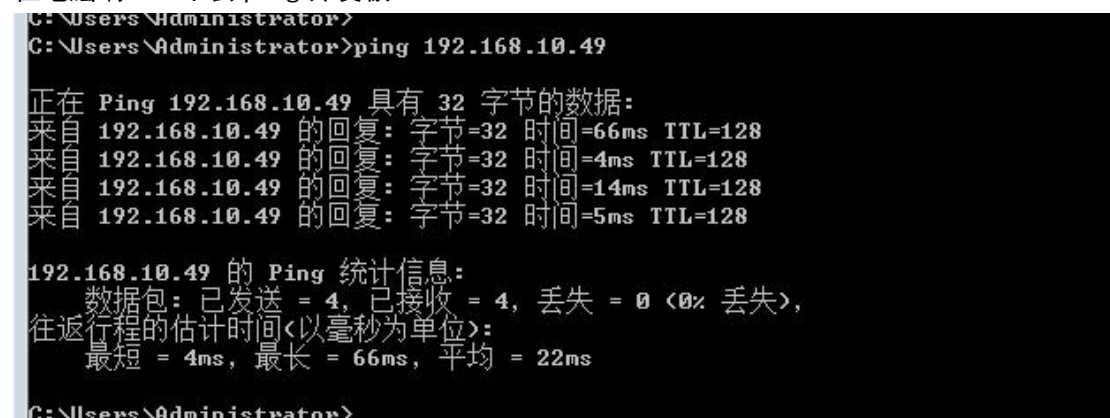 C:\Users\Administrator>
C:\Users\Administrator>ping 192.168.10.49
正在 Ping 192.168.10.49 具有 32 字节的数据:
来自 192.168.10.49 的回复: 字节=32 时间=66ms TTL=128
来自 192.168.10.49 的回复: 字节=32 时间=4ms TTL=128
来自 192.168.10.49 的回复: 字节=32 时间=14ms TTL=128
来自 192.168.10.49 的回复: 字节=32 时间=5ms TTL=128
192.168.10.49 的 Ping 统计信息:
数据包: 已发送 = 4, 已接收 = 4, 丢失 = 0 (0% 丢失),
往返行程的估计时间(以毫秒为单位):
最短 = 4ms, 最长 = 66ms, 平均 = 22ms
C:\Users\Administrator>